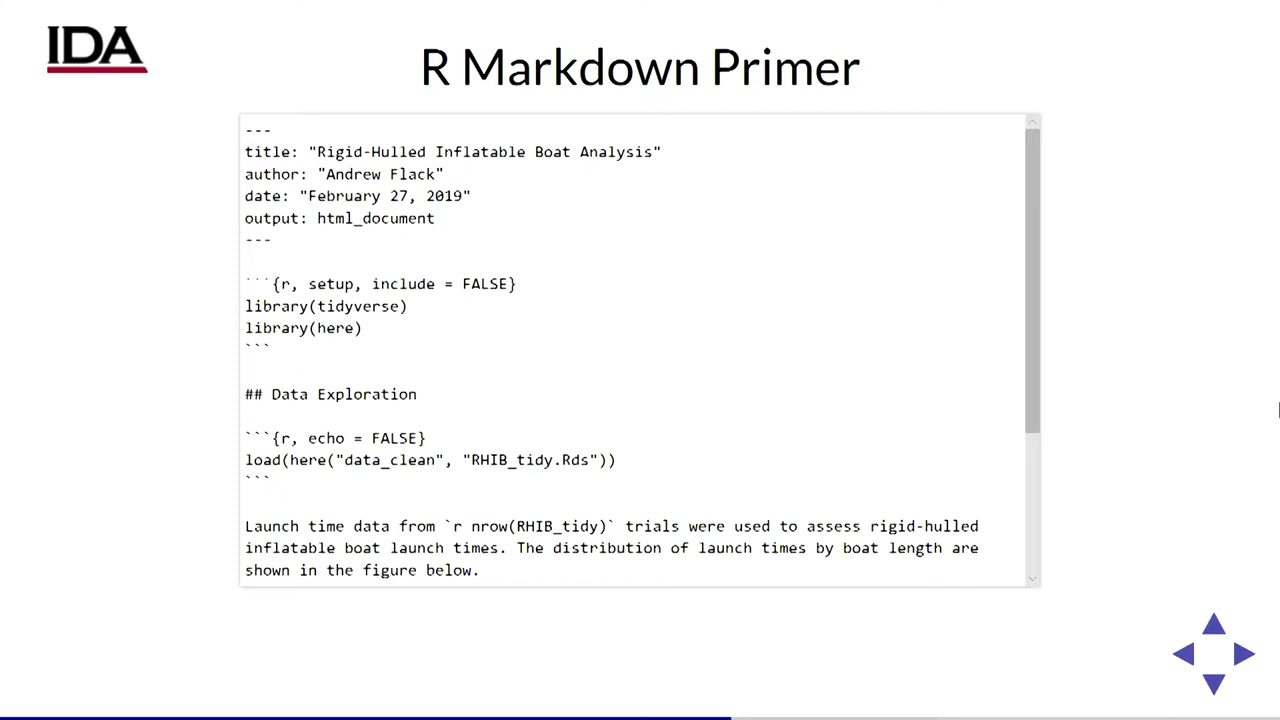 IDA
R Markdown Primer
---
title: "Rigid-Hulled Inflatable Boat Analysis"
author: "Andrew Flack"
date: "February 27, 2019"
output: html_document
---
```{r, setup, include = FALSE}
library(tidyverse)
library(here)
```
## Data Exploration
```{r, echo = FALSE}
load(here("data_clean", "RHIB_tidy.Rds"))
```
Launch time data from `r nrow(RHIB_tidy)` trials were used to assess rigid-hulled
inflatable boat launch times. The distribution of launch times by boat length are
shown in the figure below.